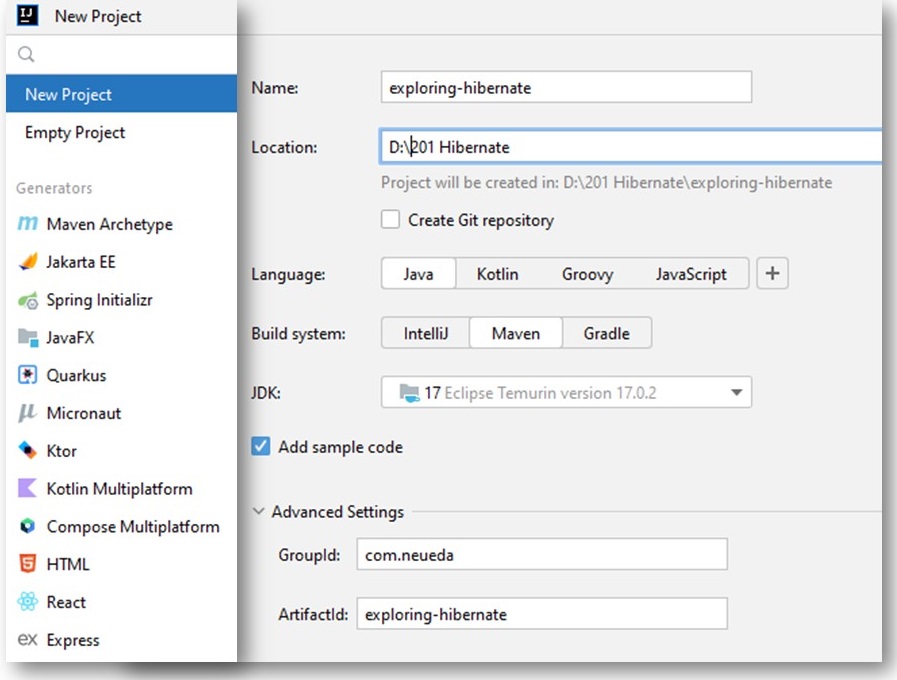 New Project
New Project
Empty Project
Generators
Maven Archetype
Jakarta EE
Spring Initializr
JavaFX
Quarkus
Micronaut
Ktor
Kotlin Multiplatform
Compose Multiplatform
HTML
React
ex Express
Name: exploring-hibernate
Location: D:\201 Hibernate
Project will be created in: D:\201 Hibernate\exploring-hibernate
Create Git repository
Language: Java Kotlin Groovy JavaScript +
Build system: IntelliJ Maven Gradle
JDK: 17 Eclipse Temurin version 17.0.2
Add sample code
Advanced Settings
GroupId: com.neueda
ArtifactId: exploring-hibernate